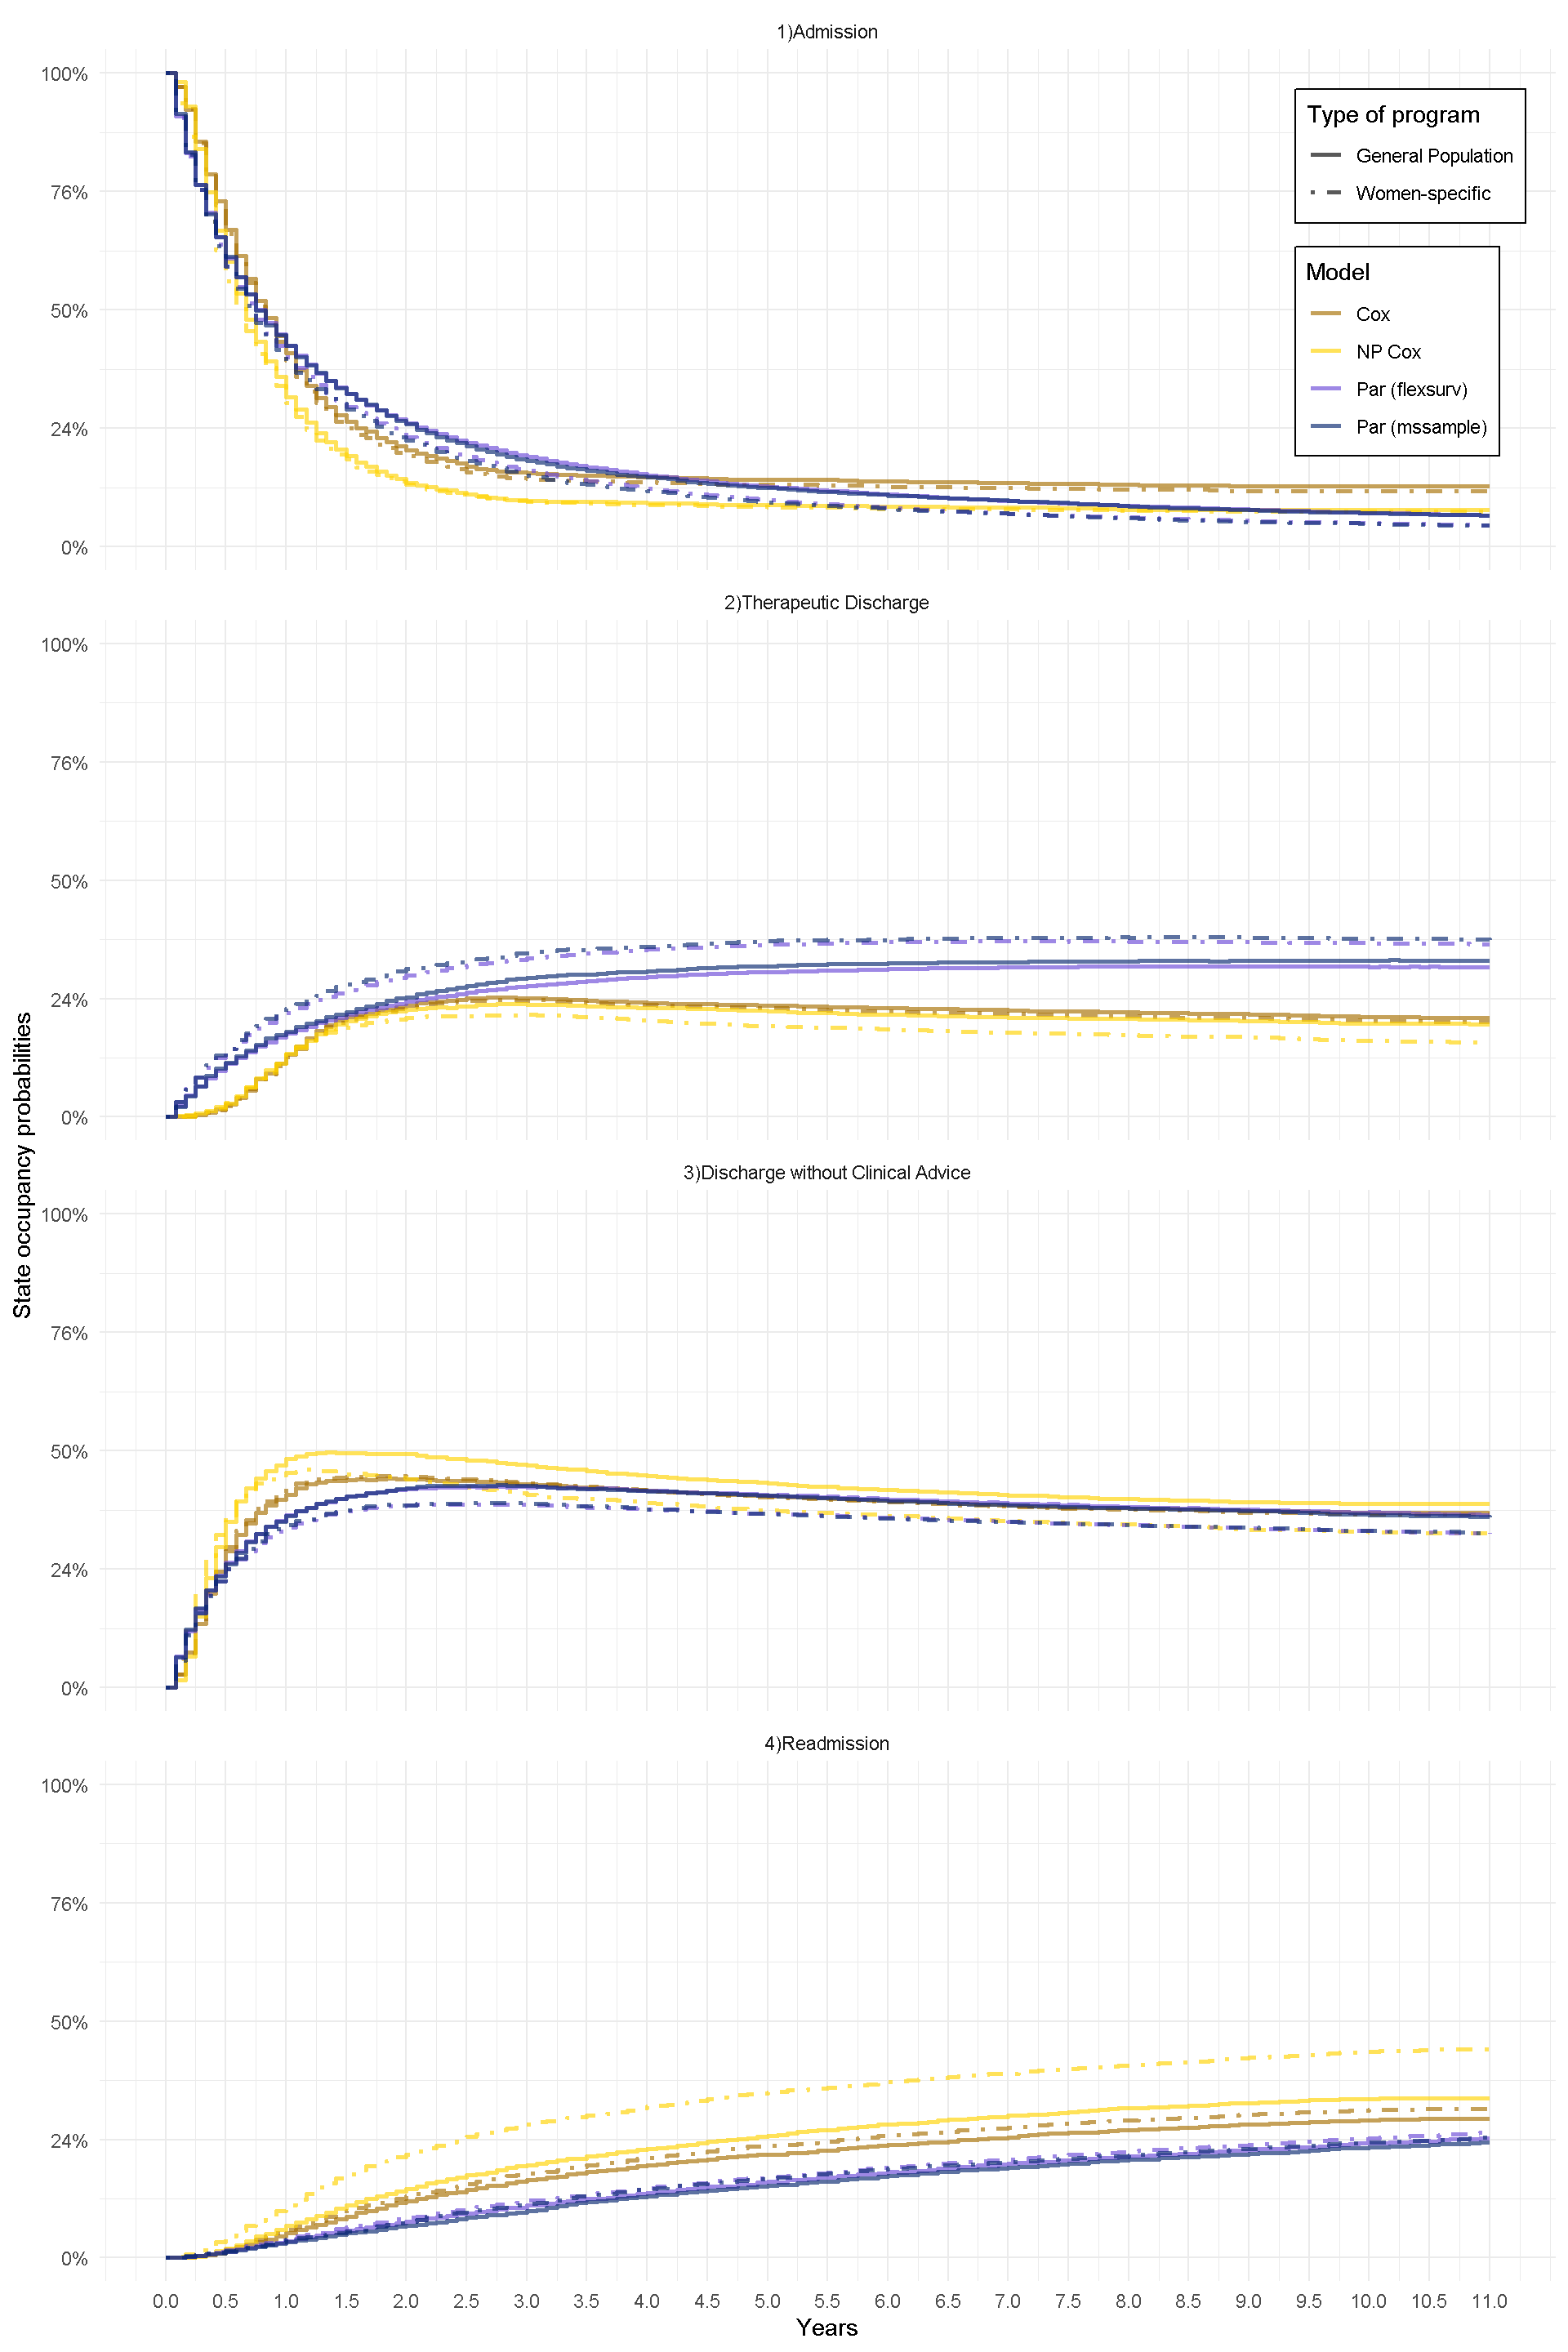 1)Admission
100%
76%
50%
24%
0%
Type of program
General Population
Women-specific
Model
Cox
NP Cox
Par (flexsurv)
Par (mssample)
2)Therapeutic Discharge
100%
76%
50%
24%
0%
State occupancy probabilities
3)Discharge without Clinical Advice
100%
76%
50%
24%
0%
4)Readmission
100%
76%
50%
24%
0%
0.0 0.5 1.0 1.5 2.0 2.5 3.0 3.5 4.0 4.5 5.0 5.5 6.0 6.5 7.0 7.5 8.0 8.5 9.0 9.5 10.0 10.5 11.0
Years